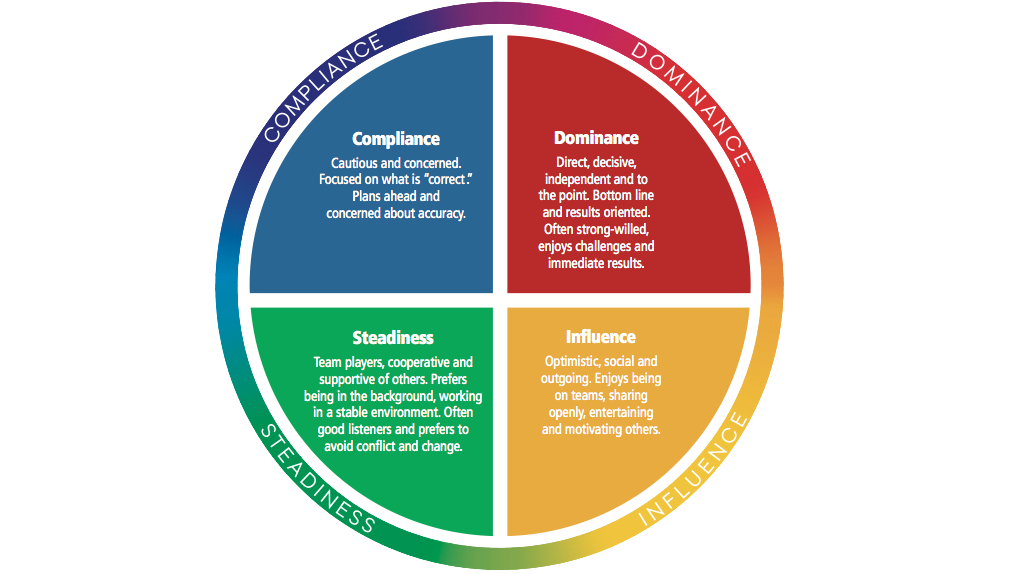 COMPLIANCE
DOMINANCE
Compliance
Cautious and concerned.
Focused on what is “correct.”
Plans ahead and
concerned about accuracy.
Dominance
Direct, decisive,
independent and to
the point. Bottom line
and results oriented.
Often strong-willed,
enjoys challenges and
immediate results.
Steadiness
Team players, cooperative and
supportive of others. Prefers
being in the background, working
in a stable environment. Often
good listeners and prefers to
avoid conflict and change.
Influence
Optimistic, social and
outgoing. Enjoys being
on teams, sharing
openly, entertaining
and motivating others.
STEADINESS
INFLUENCE